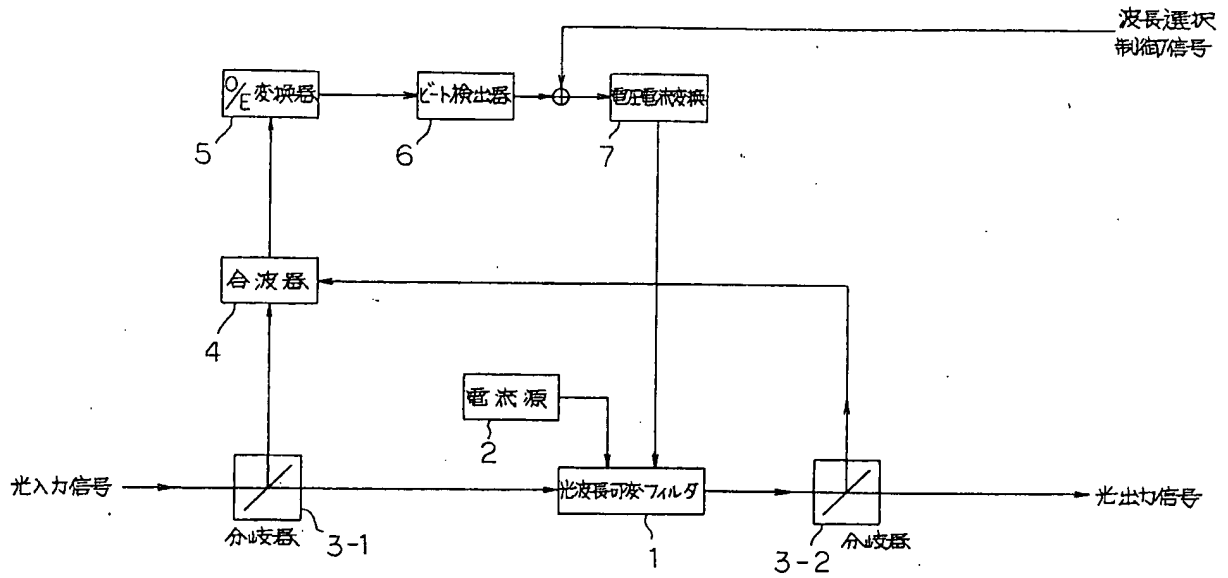 波長選択
制御信号
O/E変換器
ビート検出器
電圧電流変換
5
6
7
合波器
4
電流源
2
光入力信号
光波長可変フィルタ
光出力信号
分岐器
3-1
1
3-2
分岐器